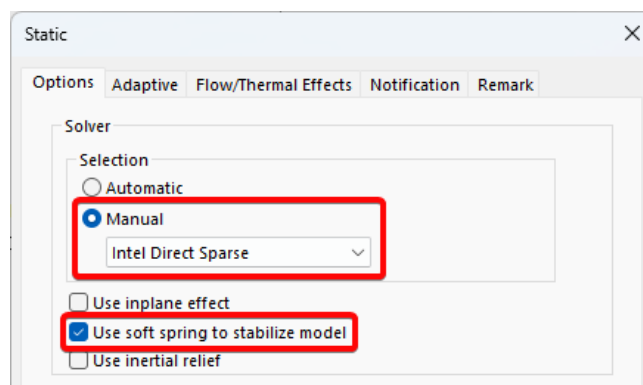 Static
Options Adaptive Flow/Thermal Effects Notification Remark
Solver
Selection
Automatic
Manual
Intel Direct Sparse
Use inplane effect
Use soft spring to stabilize model
Use inertial relief